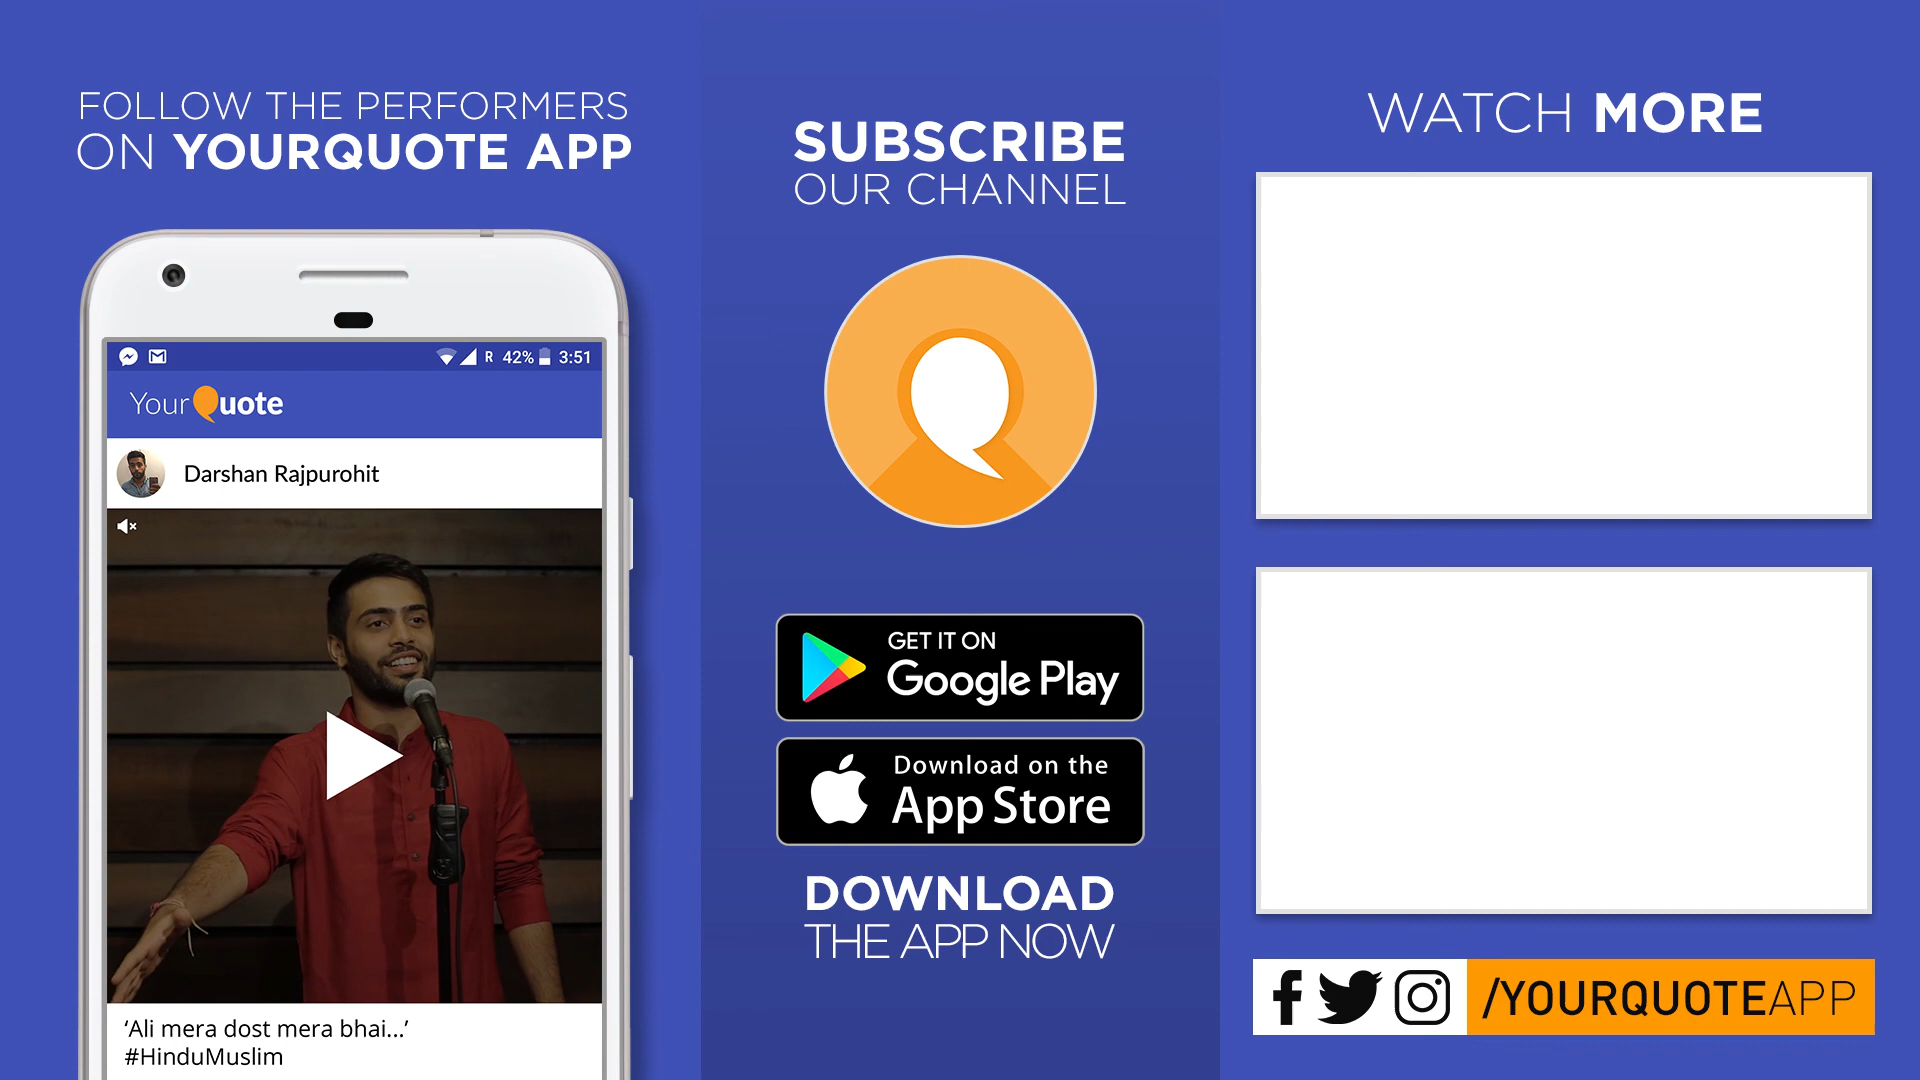 FOLLOW THE PERFORMERS
ON YOURQUOTE APP
R 42% 3:51
YourQuote
Darshan Rajpurohit
‘Ali mera dost mera bhai...’
#HinduMuslim
SUBSCRIBE
OUR CHANNEL
GET IT ON
Google Play
Download on the
App Store
DOWNLOAD
THE APP NOW
WATCH MORE
/YOURQUOTEAPP